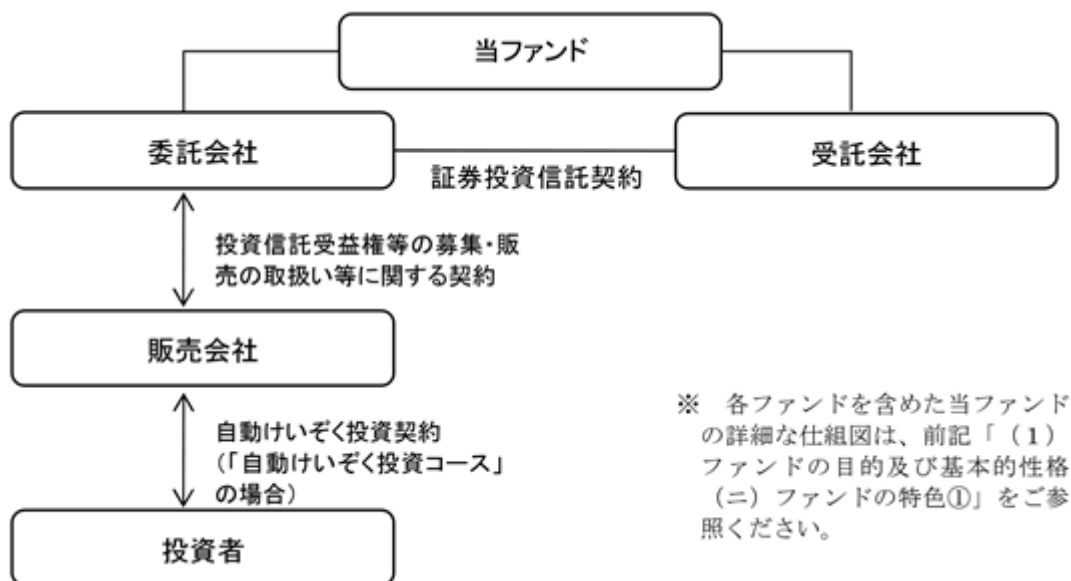 当ファンド
委託会社
受託会社
証券投資信託契約
投資信託受益権等の募集・販
売の取扱い等に関する契約
販売会社
自動けいぞく投資契約
(「自動けいぞく投資コース」
の場合)
投資者
※ 各ファンドを含めた当ファンド
の詳細な仕組図は、前記「(1)
ファンドの目的及び基本的性格
(ニ)ファンドの特色①」をご参
照ください。